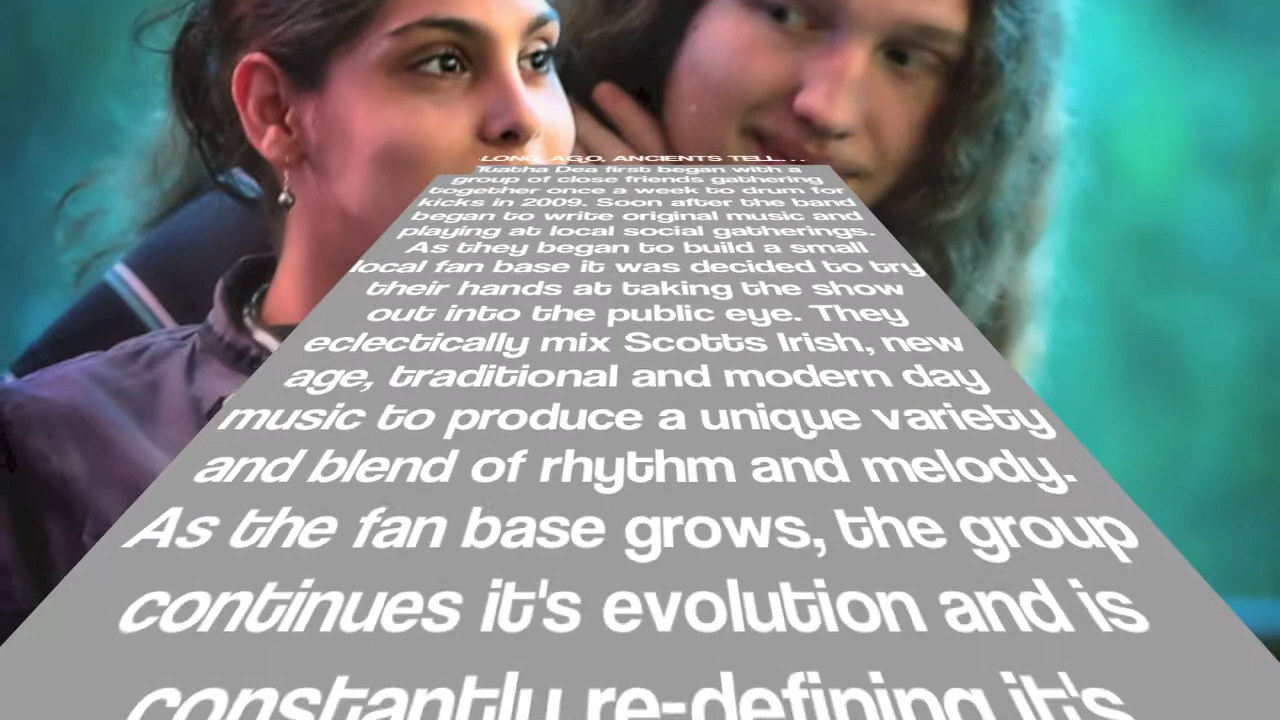 LONG AGO, ANCIENTS TELL...
Tuatha Dea first began with a
group of close friends gathering
together once a week to drum for
kicks in 2009. Soon after the band
began to write original music and
playing at local social gatherings.
As they began to build a small
local fan base it was decided to try
their hands at taking the show
out into the public eye. They
eclectically mix Scotts Irish, new
age, traditional and modern day
music to produce a unique variety
and blend of rhythm and melody.
As the fan base grows, the group
continues it's evolution and is
constantly re-defining it's